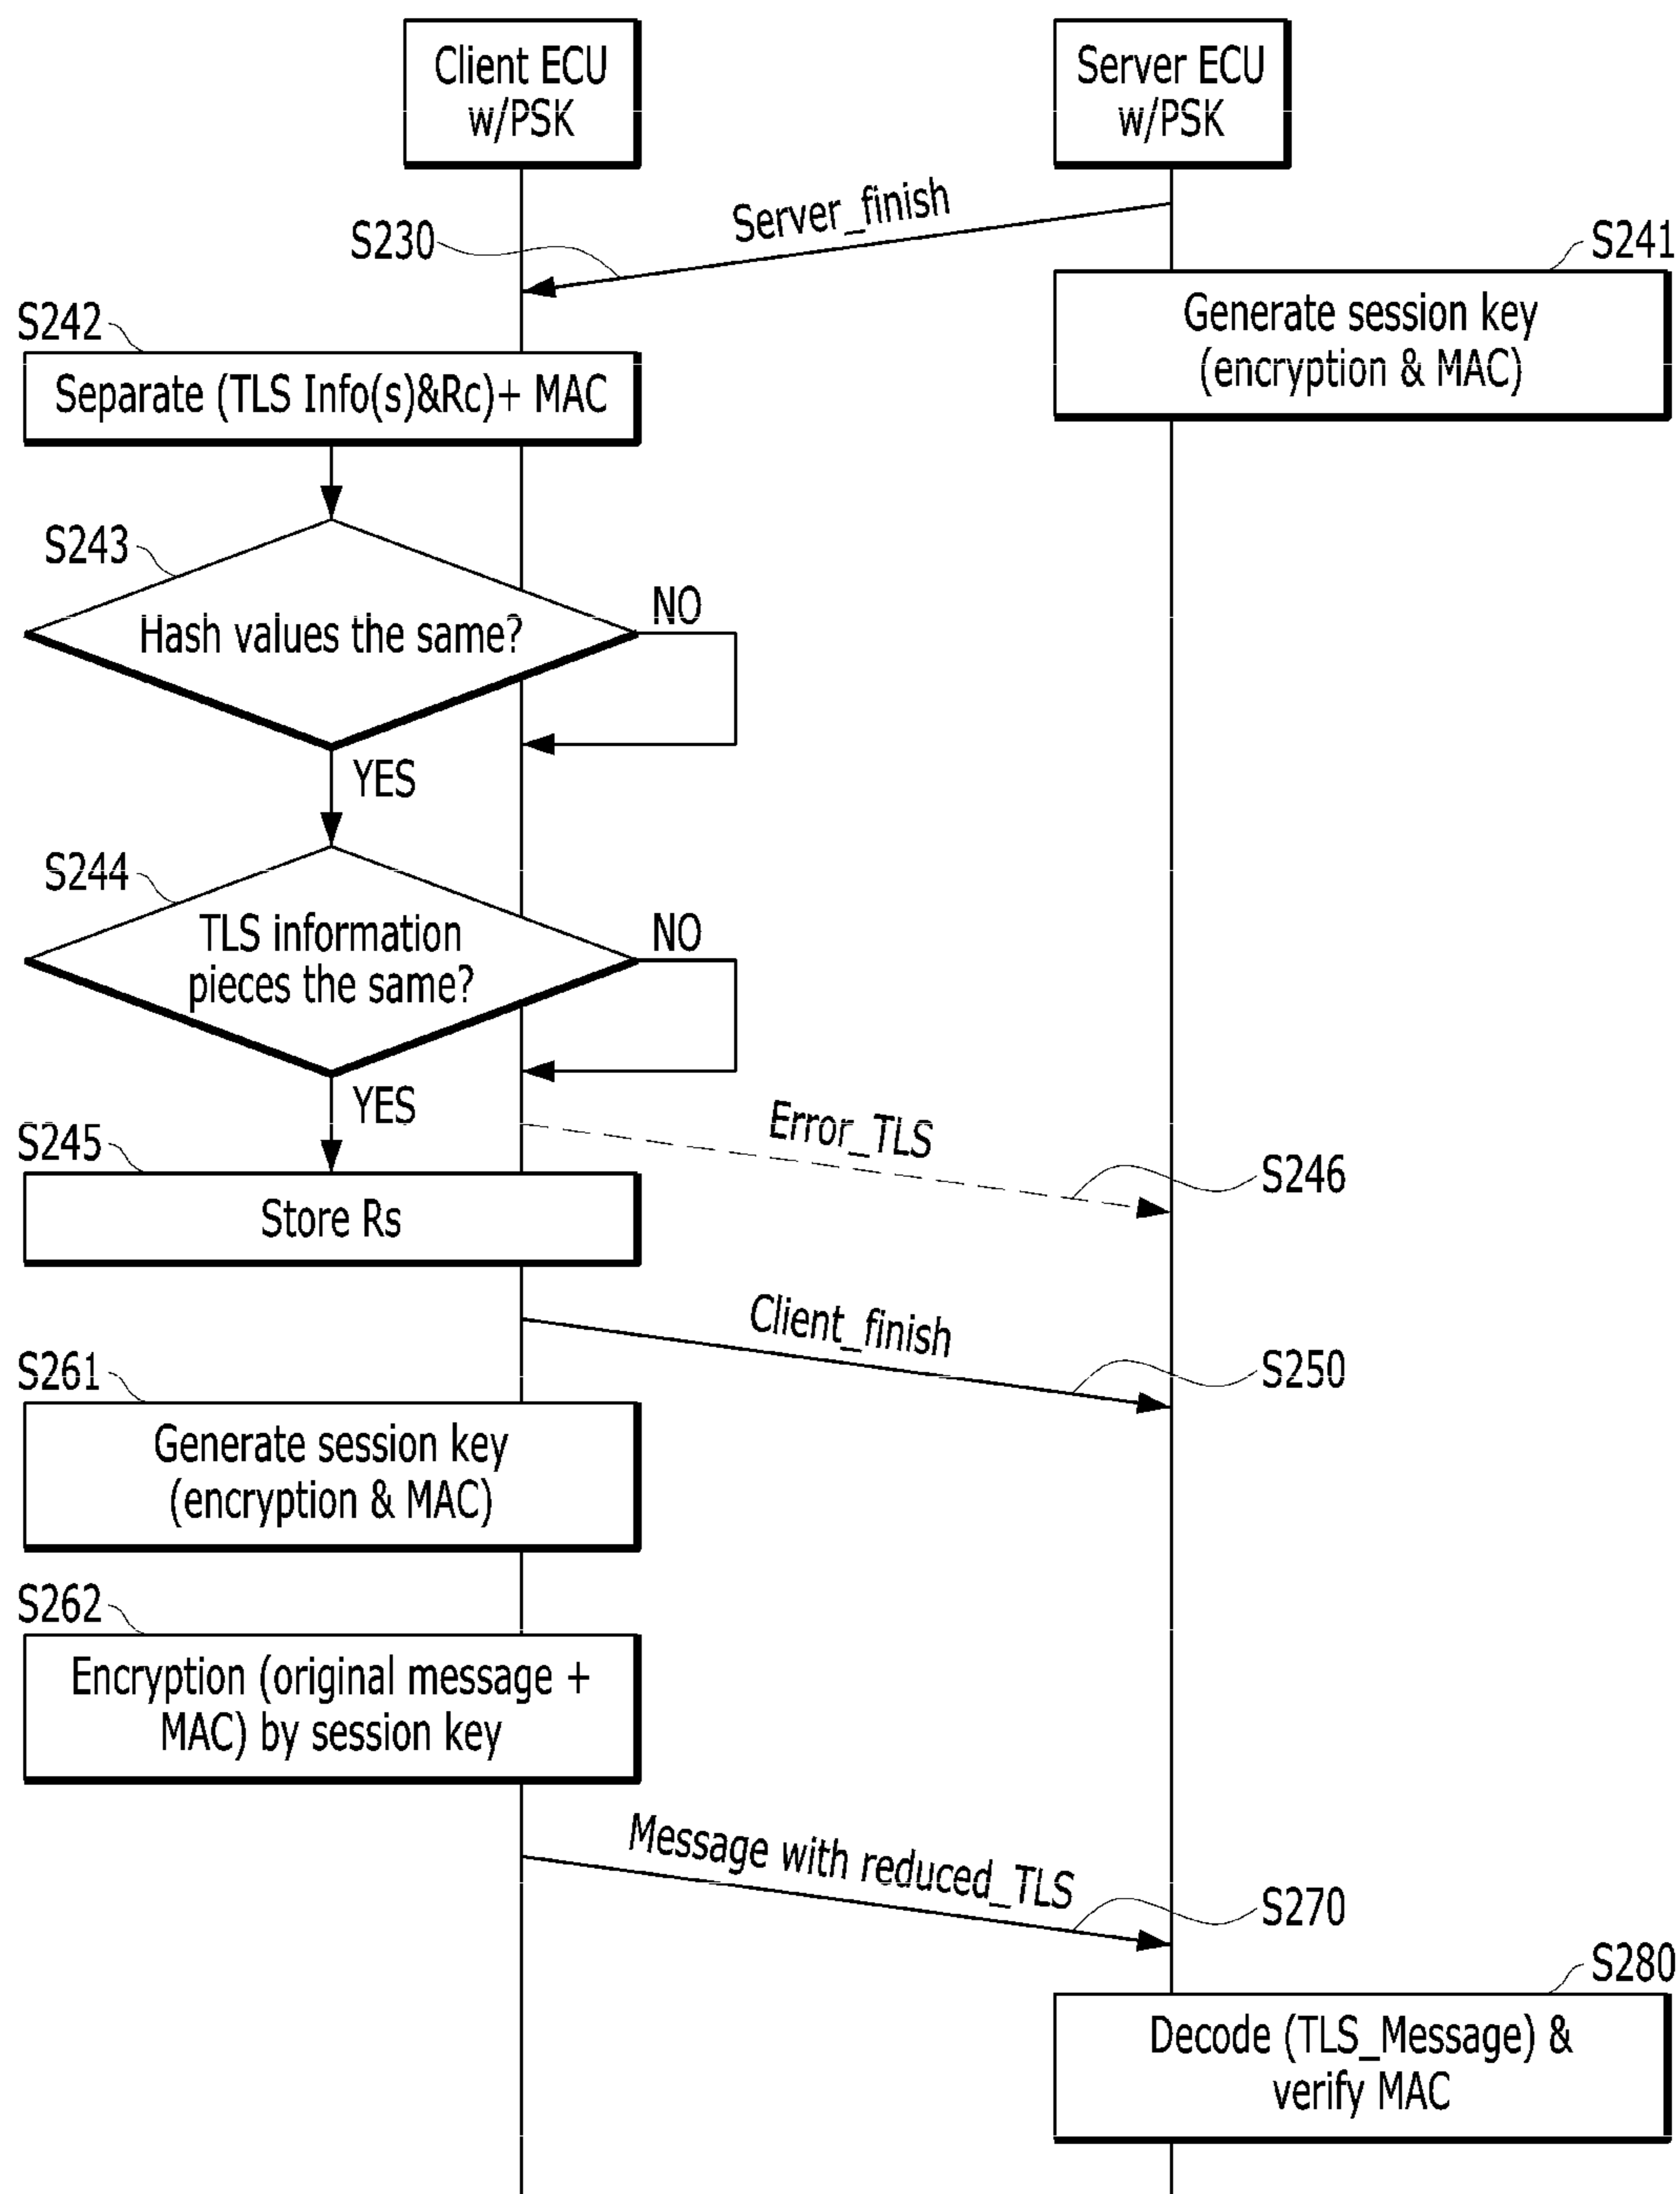 Client ECU
w/PSK
Server ECU
w/PSK
Server_finish
S230
S241
Generate session key
(encryption & MAC)
S242
Separate (TLS Info(s)&Rc)+ MAC
S243
Hash values the same?
NO
YES
S244
TLS information
pieces the same?
NO
YES
Error_TLS
S246
S245
Store Rs
Client_finish
S250
S261
Generate session key
(encryption & MAC)
S262
Encryption (original message +
MAC) by session key
Message with reduced_TLS
S270
S280
Decode (TLS_Message) &
verify MAC